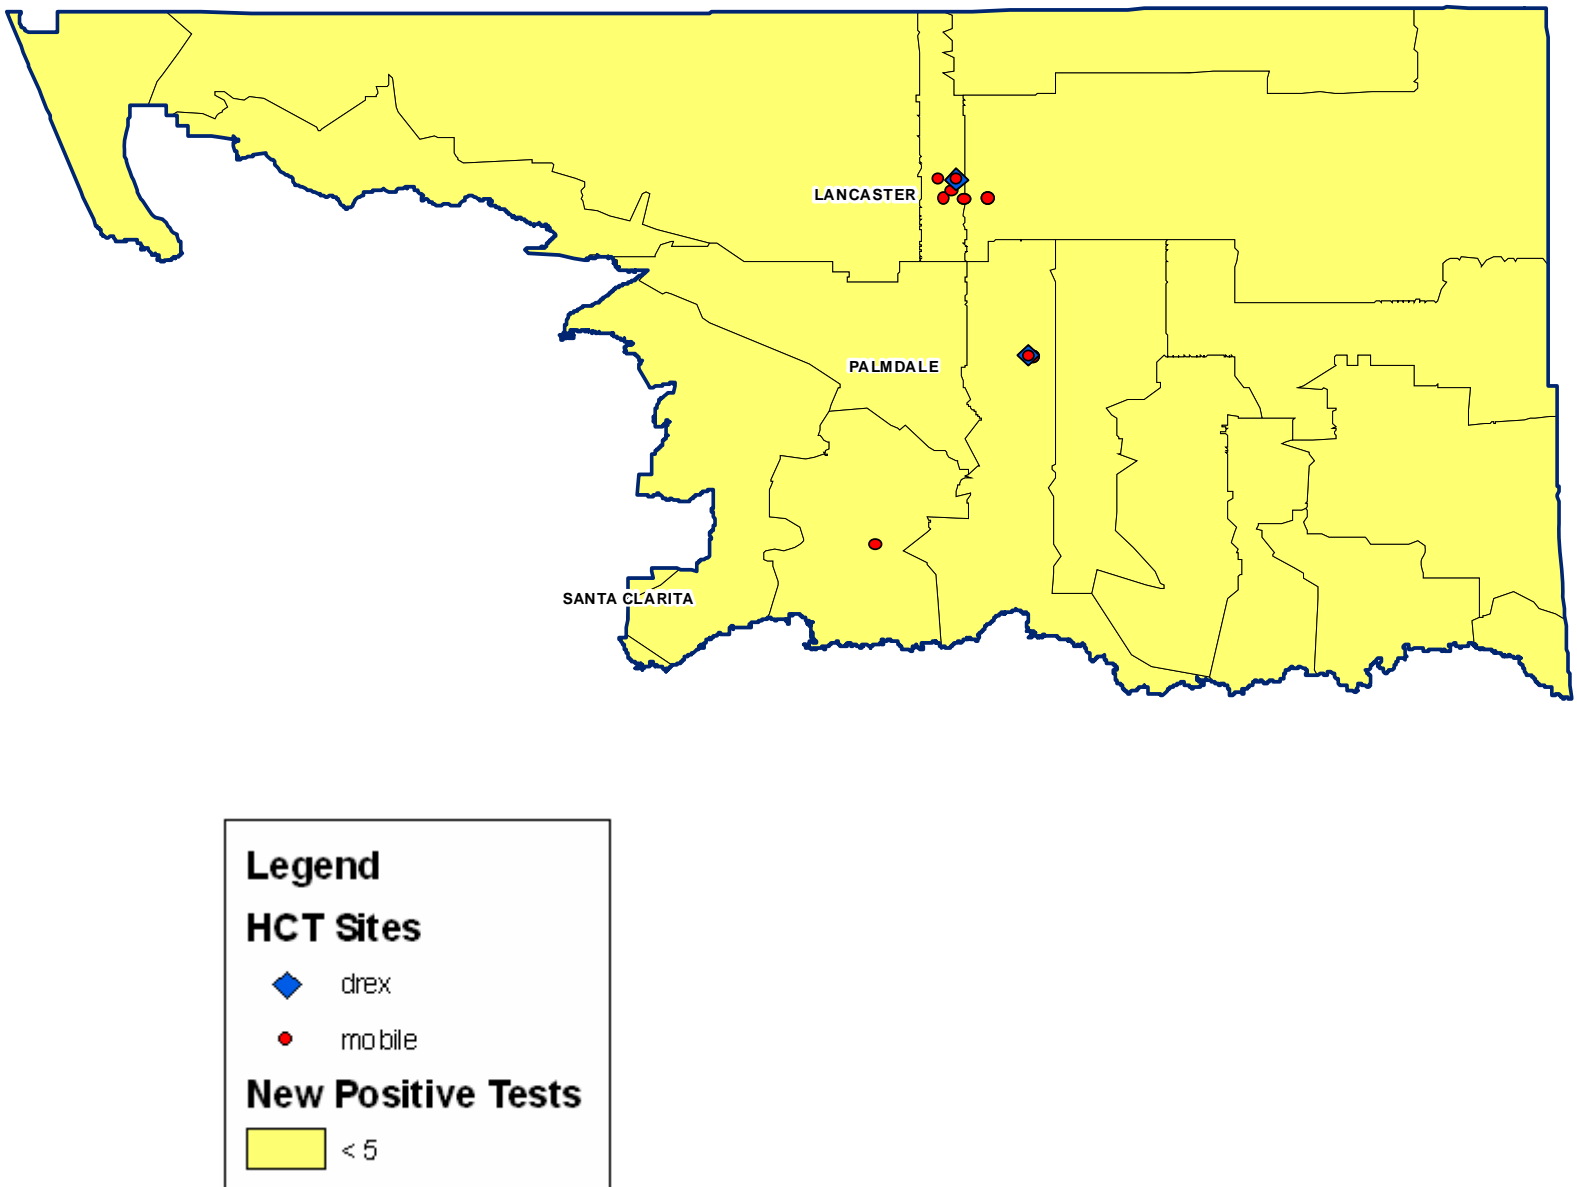 LANCASTER
PALMDALE
SANTA CLARITA
Legend
HCT Sites
drex
mobile
New Positive Tests
< 5